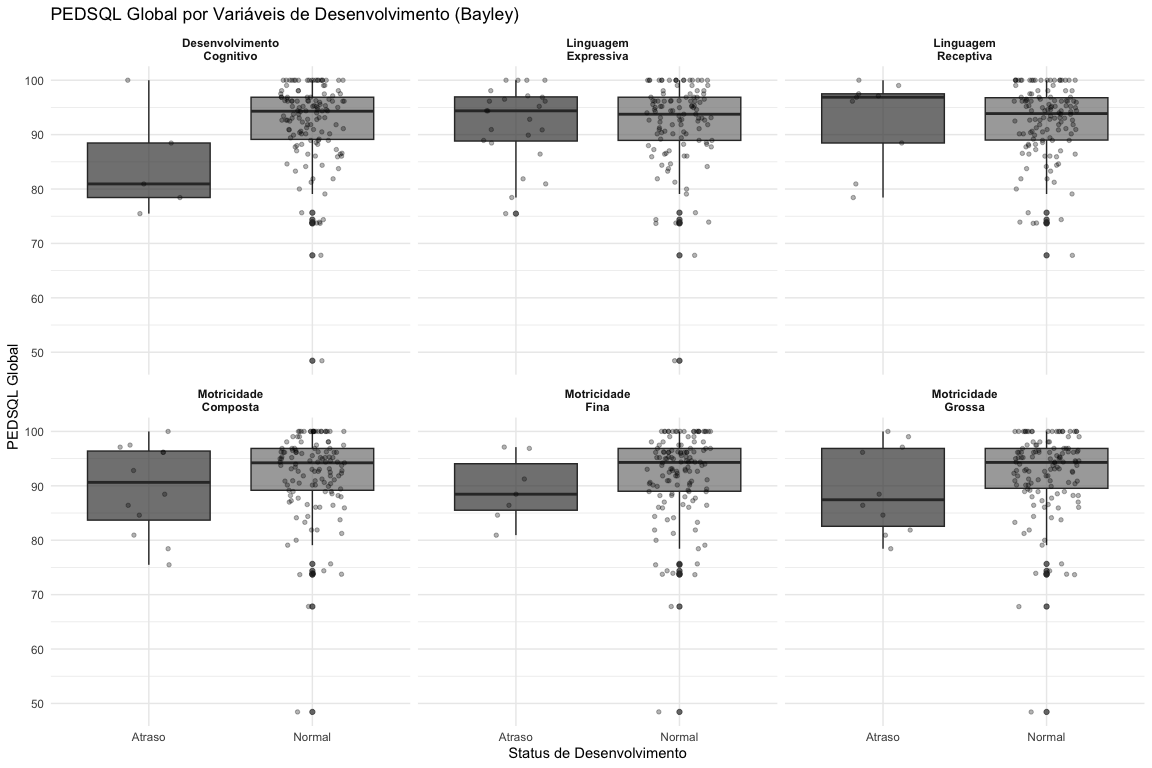 PEDSQL Global por Variáveis de Desenvolvimento (Bayley)
Desenvolvimento
Cognitivo
Linguagem
Expressiva
Linguagem
Receptiva
100
90
80
70
60
50
PEDSQL Global
Motricidade
Composta
Motricidade
Fina
Motricidade
Grossa
100
90
80
70
60
50
Atraso Normal Atraso Normal Atraso Normal
Status de Desenvolvimento